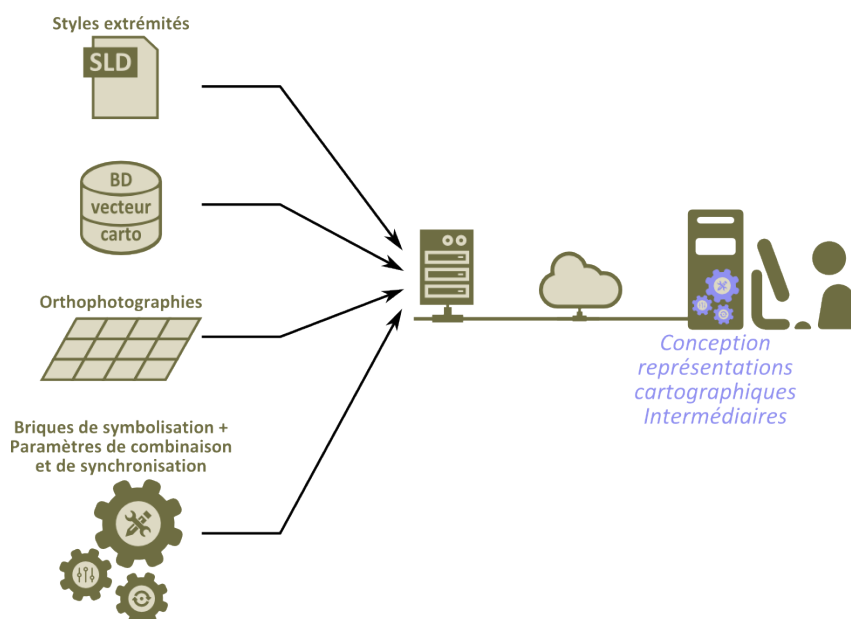 Styles extrémités
SLD
BD
vecteur
carto
Orthophotographies
Briques de symbolisation +
Paramètres de combinaison
et de synchronisation
Conception
représentations
cartographiques
Intermédiaires